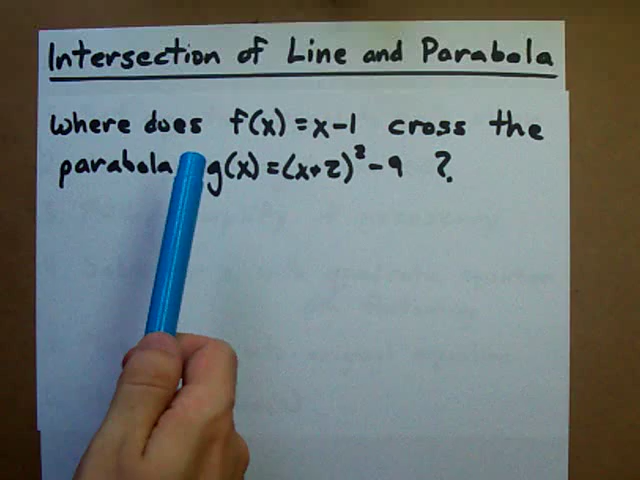 Intersection of Line and Parabola
Where does f(x) = x-1 cross the
parabola g(x) = (x+2)² - 9 ?